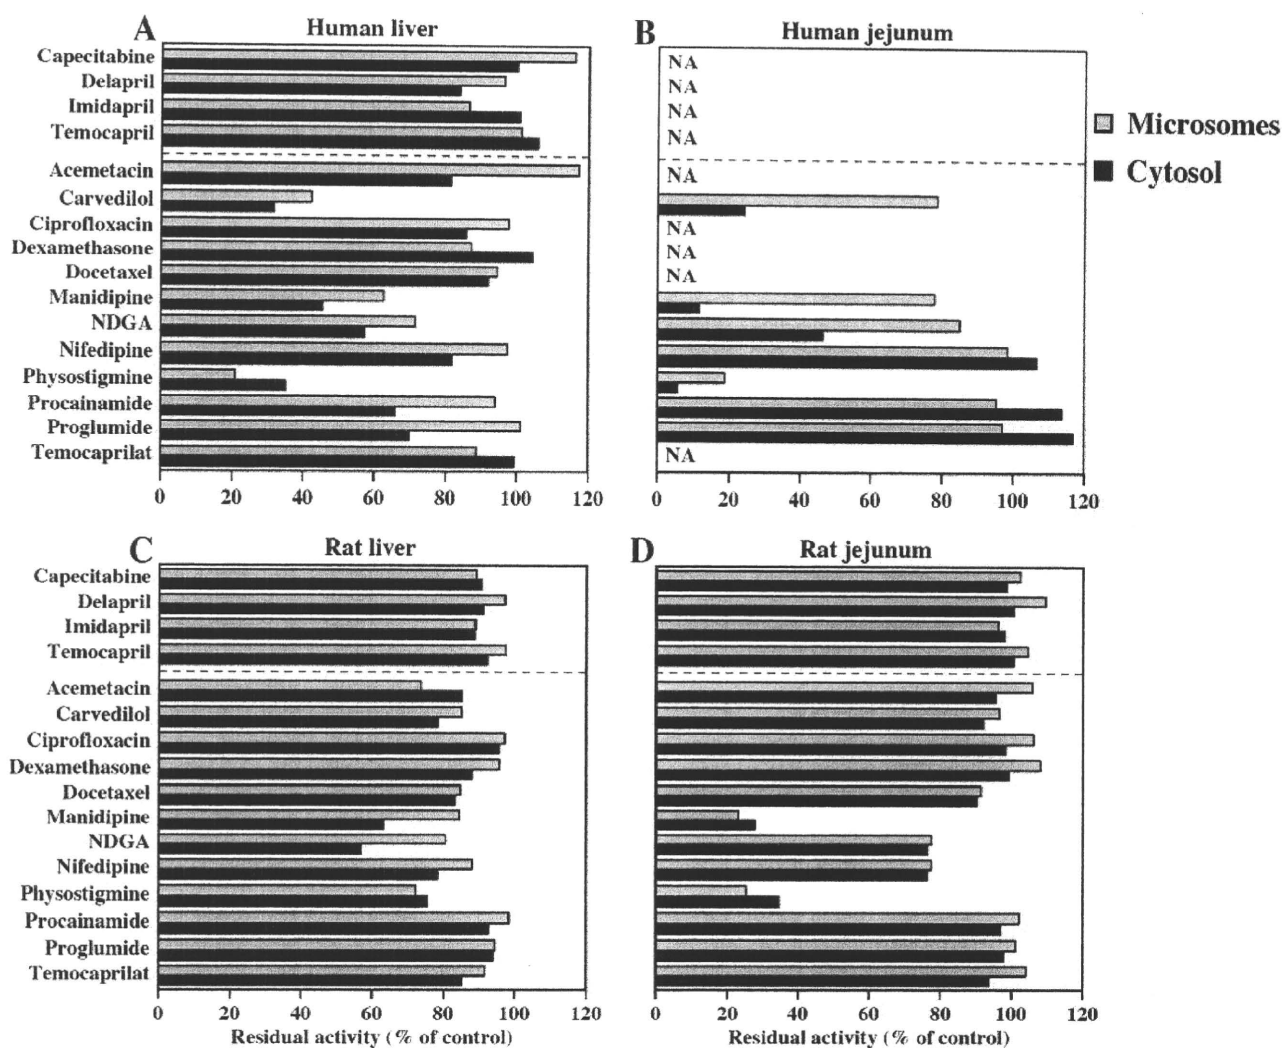 A Human liver
B Human jejunum
Capecitabine
Delapril
Imidapril
Temocapril
Acemetacin
Carvedilol
Ciprofloxacin
Dexamethasone
Docetaxel
Manidipine
NDGA
Nifedipine
Physostigmine
Procainamide
Proglumide
Temocaprilat
0 20 40 60 80 100 120
NA
NA
NA
NA
NA
NA
NA
NA
NA
0 20 40 60 80 100 120
Microsomes
Cytosol
C Rat liver
D Rat jejunum
Capecitabine
Delapril
Imidapril
Temocapril
Acemetacin
Carvedilol
Ciprofloxacin
Dexamethasone
Docetaxel
Manidipine
NDGA
Nifedipine
Physostigmine
Procainamide
Proglumide
Temocaprilat
0 20 40 60 80 100 120
Residual activity (% of control)
0 20 40 60 80 100 120
Residual activity (% of control)